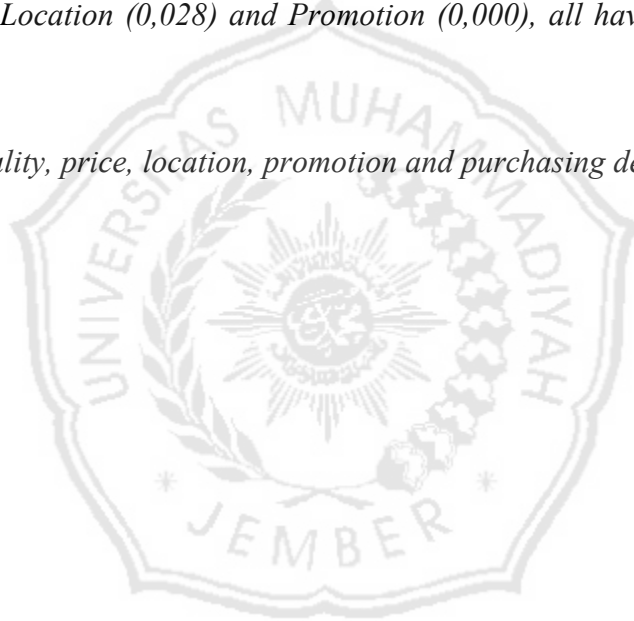 Location (0,028) and Promotion (0,000), all hav
ality, price, location, promotion and purchasing de
UNIVERSITAS MUHAMMADIYAH
* JEMBER *